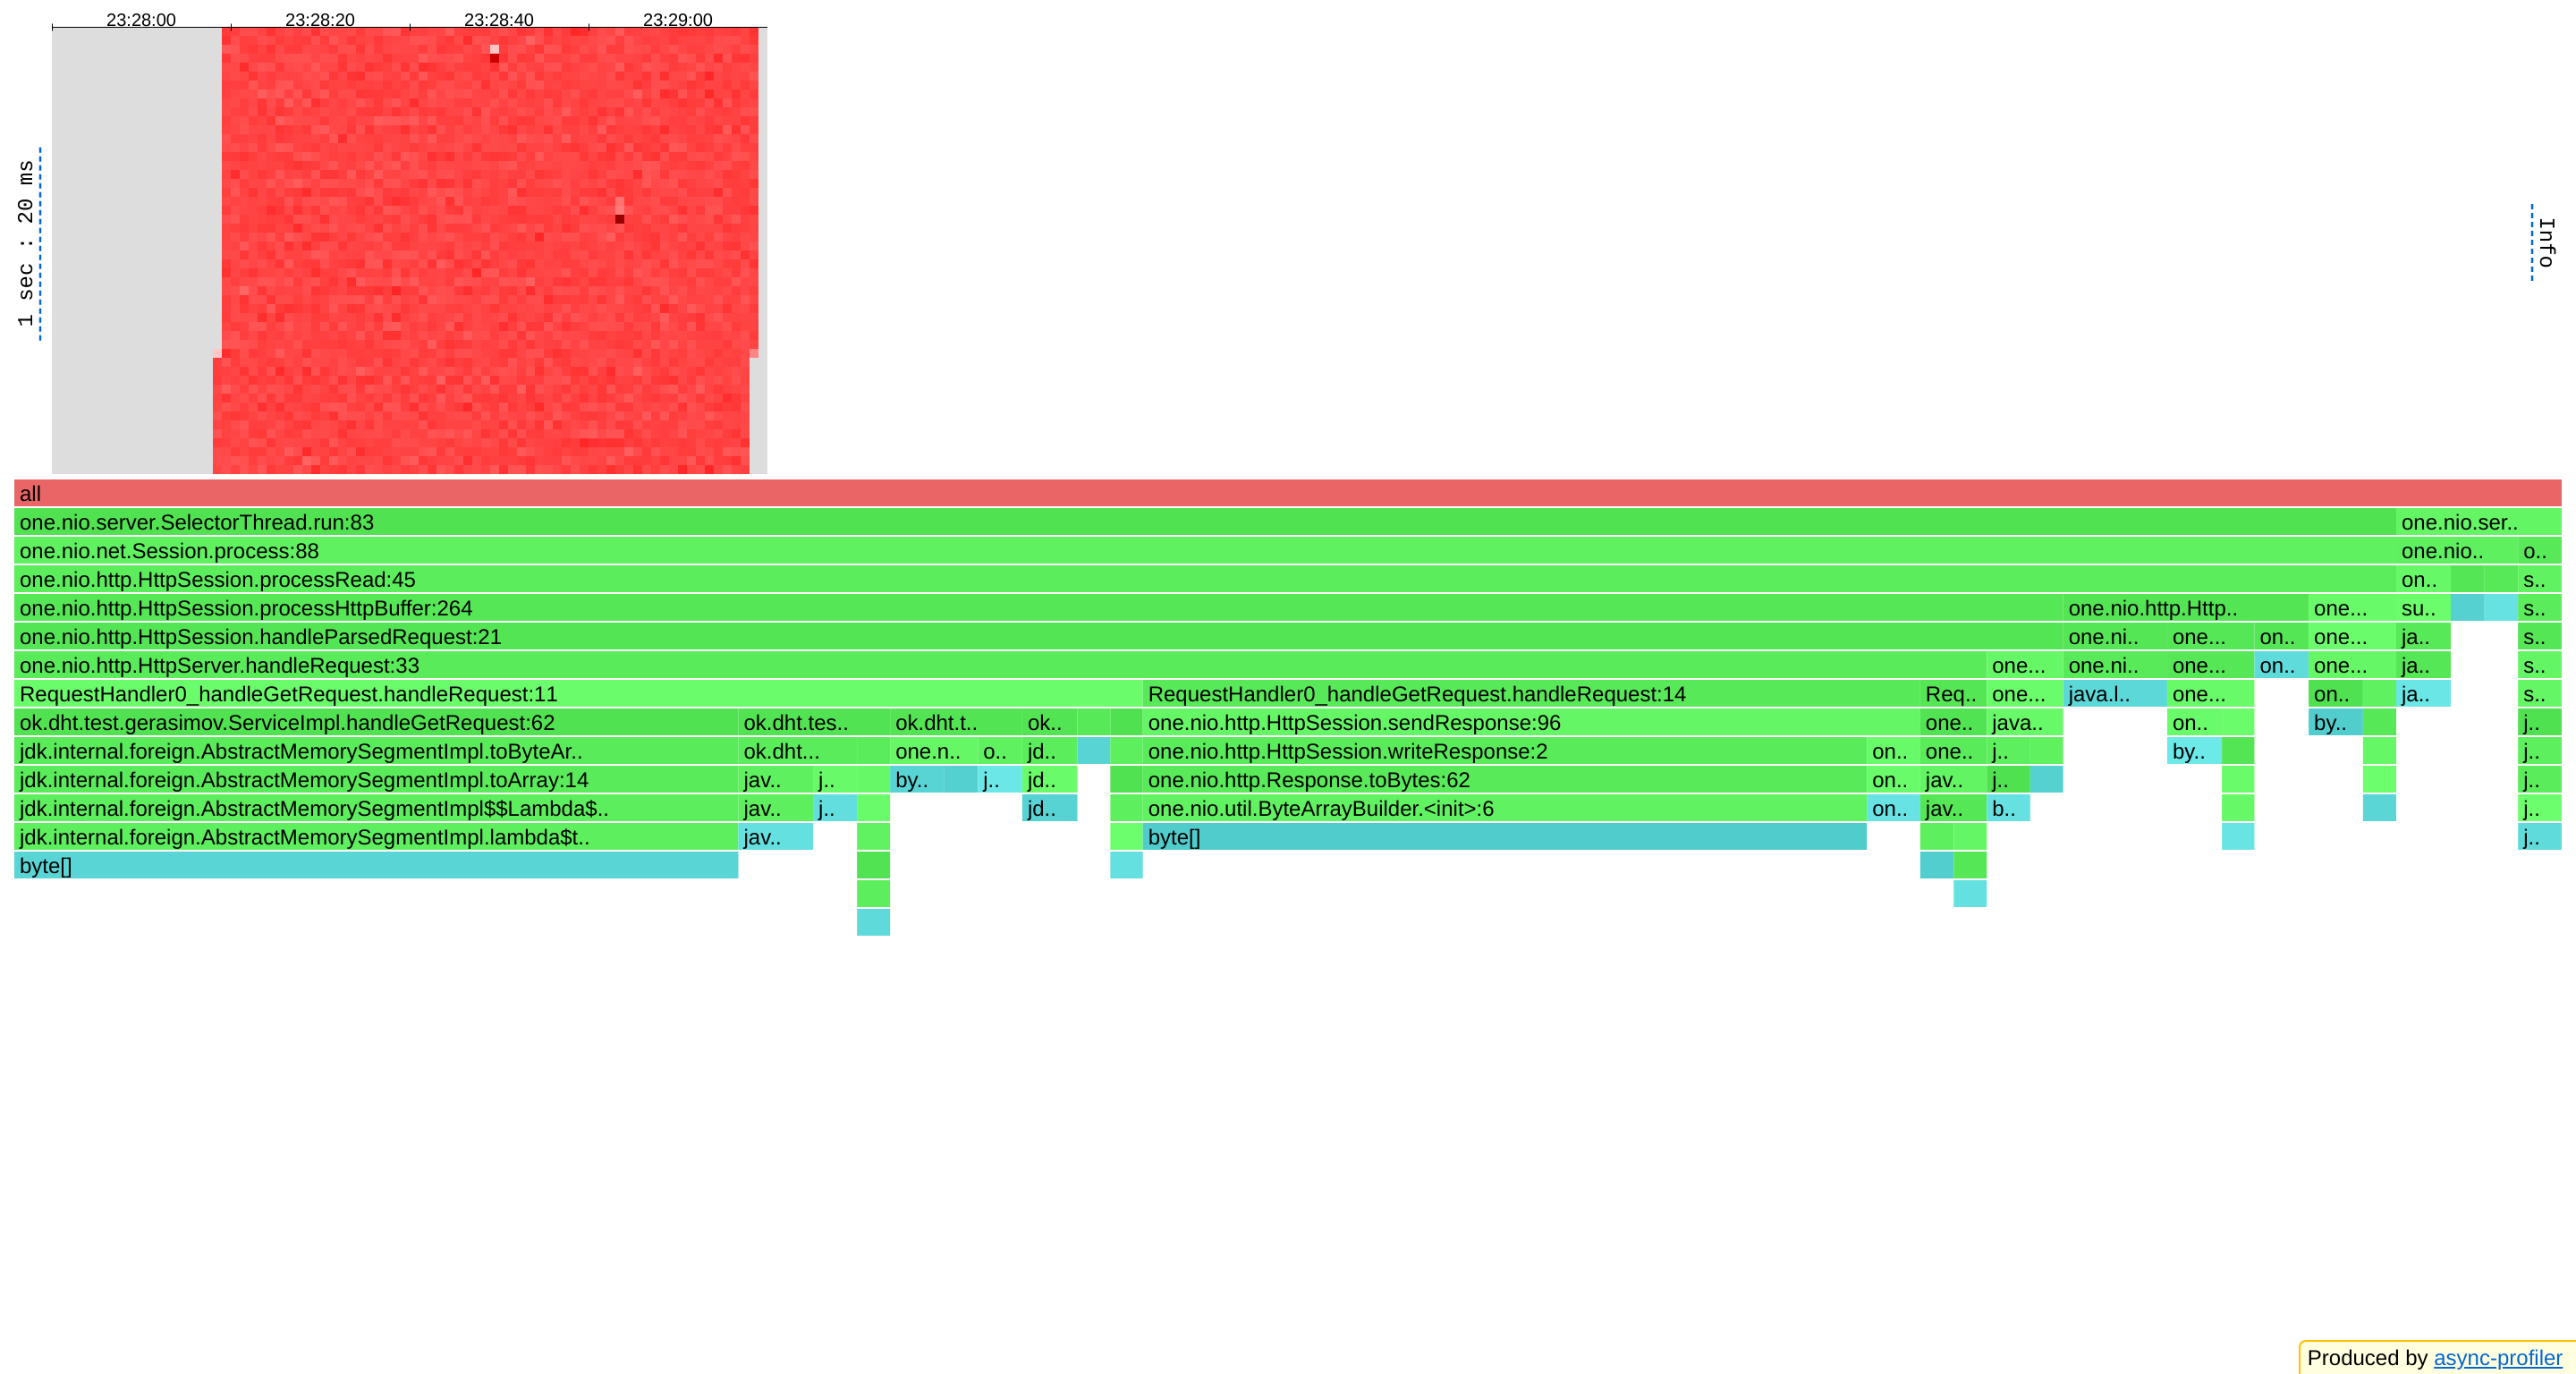 23:28:00 23:28:20 23:28:40 23:29:00
1 sec : 20 ms
Info
all
one.nio.server.SelectorThread.run:83 one.nio.ser..
one.nio.net.Session.process:88 one.nio.. o..
one.nio.http.HttpSession.processRead:45 on.. s..
one.nio.http.HttpSession.processHttpBuffer:264 one.nio.http.Http.. one... su.. s..
one.nio.http.HttpSession.handleParsedRequest:21 one.ni.. one... on.. one... ja.. s..
one.nio.http.HttpServer.handleRequest:33 one... one.ni.. one... on.. one... ja.. s..
RequestHandler0_handleGetRequest.handleRequest:11 RequestHandler0_handleGetRequest.handleRequest:14 Req.. one... java.l.. one... on.. ja.. s..
ok.dht.test.gerasimov.ServiceImpl.handleGetRequest:62 ok.dht.tes.. ok.dht.t.. ok.. one.nio.http.HttpSession.sendResponse:96 one.. java.. on.. by.. j..
jdk.internal.foreign.AbstractMemorySegmentImpl.toByteAr.. ok.dht... one.n.. o.. jd.. one.nio.http.HttpSession.writeResponse:2 on.. one.. j.. by.. j..
jdk.internal.foreign.AbstractMemorySegmentImpl.toArray:14 jav.. j.. by.. j.. jd.. one.nio.http.Response.toBytes:62 on.. jav.. j.. j..
jdk.internal.foreign.AbstractMemorySegmentImpl$$Lambda$.. jav.. j.. jd.. one.nio.util.ByteArrayBuilder.<init>:6 on.. jav.. b.. j..
jdk.internal.foreign.AbstractMemorySegmentImpl.lambda$t.. jav.. byte[] j..
byte[]
Produced by async-profiler